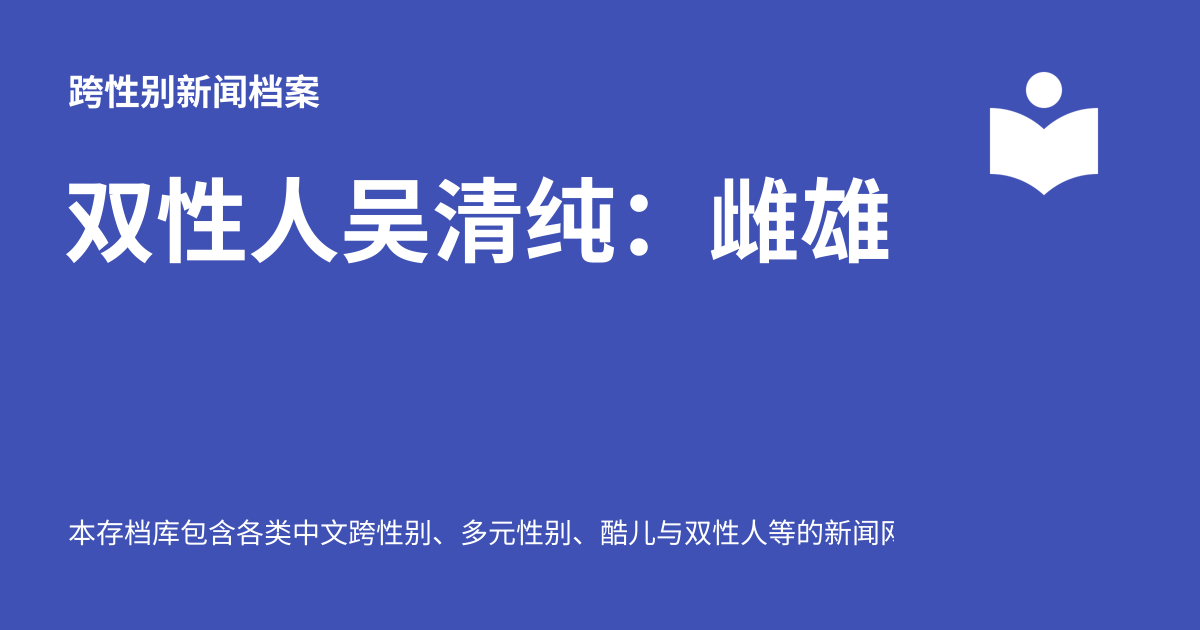 跨性别新闻档案
双性人吴清纯：雌雄
本存档库包含各类中文跨性别、多元性别、酷儿与双性人等的新闻